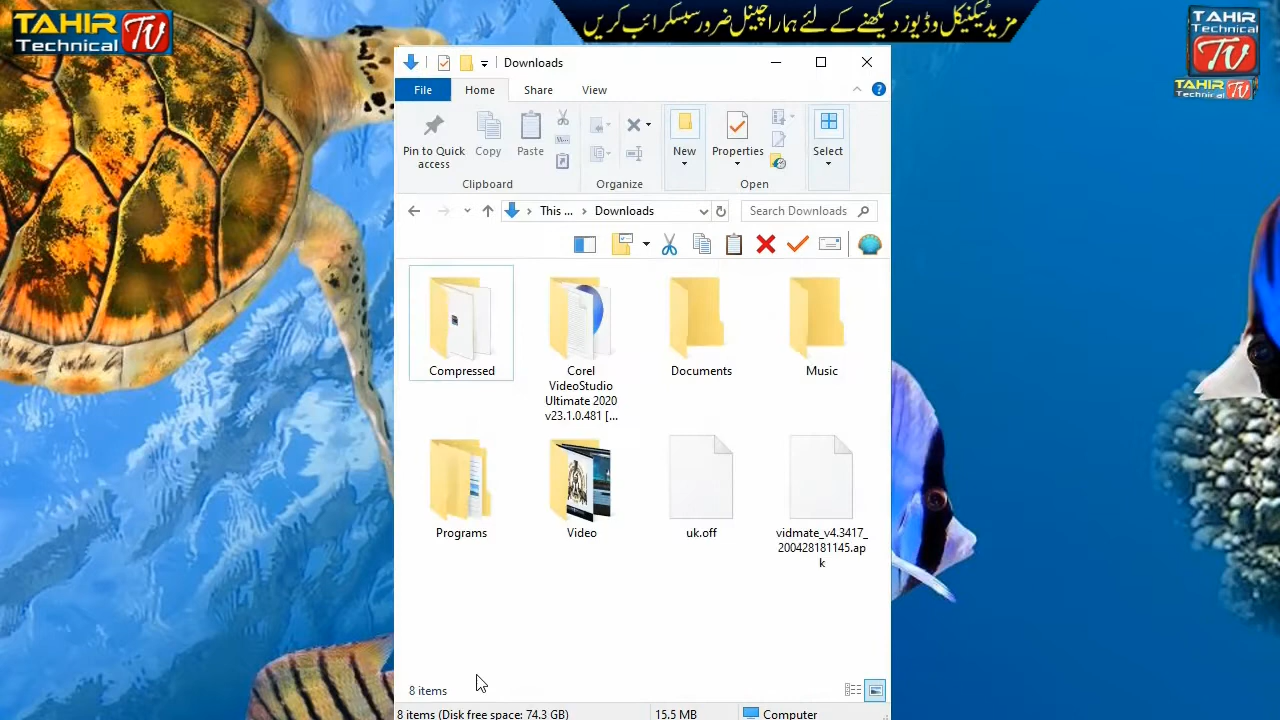 TAHIR
Technical TV
مزید ٹیکنیکل وڈیوز دیکھنے کے لئے ہمارا چینل ضرور سبسکرائب کریں
TAHIR
Technical
TV
TAHIR
Technical TV
Downloads
File
Share
View
Pin to Quick
access
Copy
Paste
New
Properties
Select
Clipboard
Organize
Open
This ...
Downloads
Search Downloads
Compressed
Corel
VideoStudio
Ultimate 2020
v23.1.0.481 [...
Documents
Music
Programs
Video
uk.off
vidmate_v4.3417_
200428181145.ap
k
8 items
8 items (Disk free space: 74.3 GB)
15.5 MB
Computer